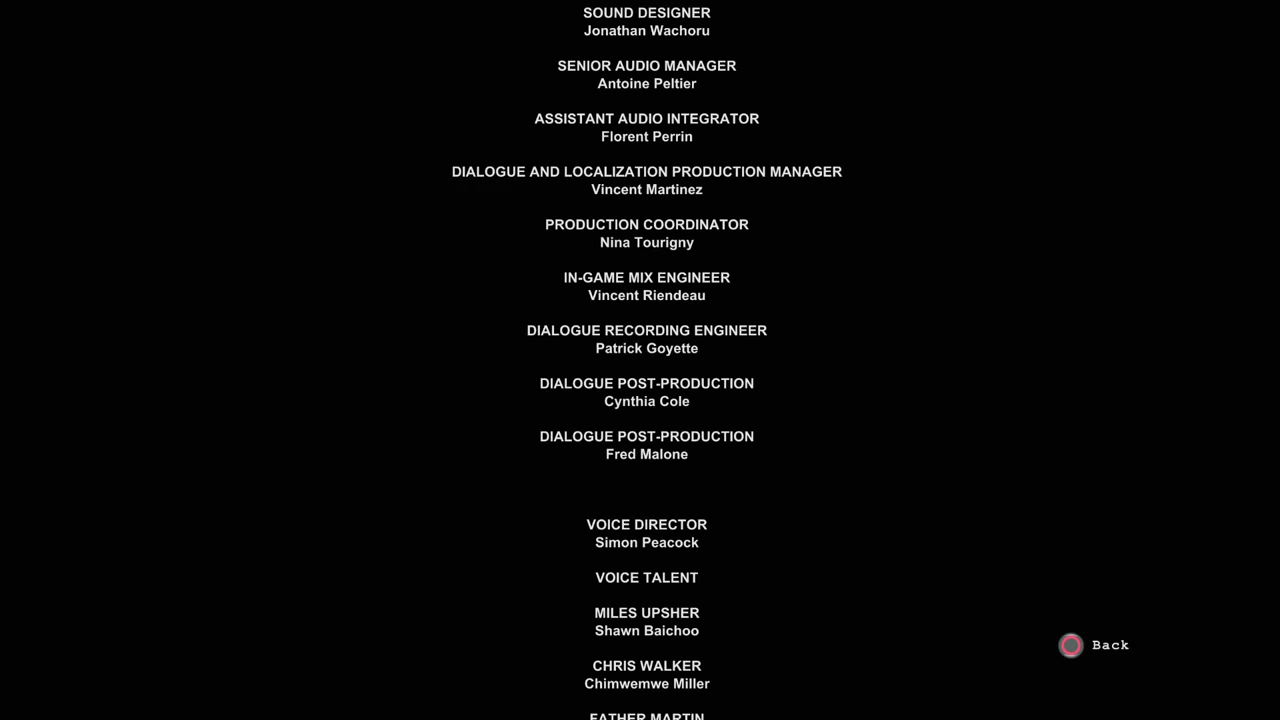 SOUND DESIGNER
Jonathan Wachoru
SENIOR AUDIO MANAGER
Antoine Peltier
ASSISTANT AUDIO INTEGRATOR
Florent Perrin
DIALOGUE AND LOCALIZATION PRODUCTION MANAGER
Vincent Martinez
PRODUCTION COORDINATOR
Nina Tourigny
IN-GAME MIX ENGINEER
Vincent Riendeau
DIALOGUE RECORDING ENGINEER
Patrick Goyette
DIALOGUE POST-PRODUCTION
Cynthia Cole
DIALOGUE POST-PRODUCTION
Fred Malone
VOICE DIRECTOR
Simon Peacock
VOICE TALENT
MILES UPSHER
Shawn Baichoo
Back
CHRIS WALKER
Chimwemwe Miller
FATHER MARTIN